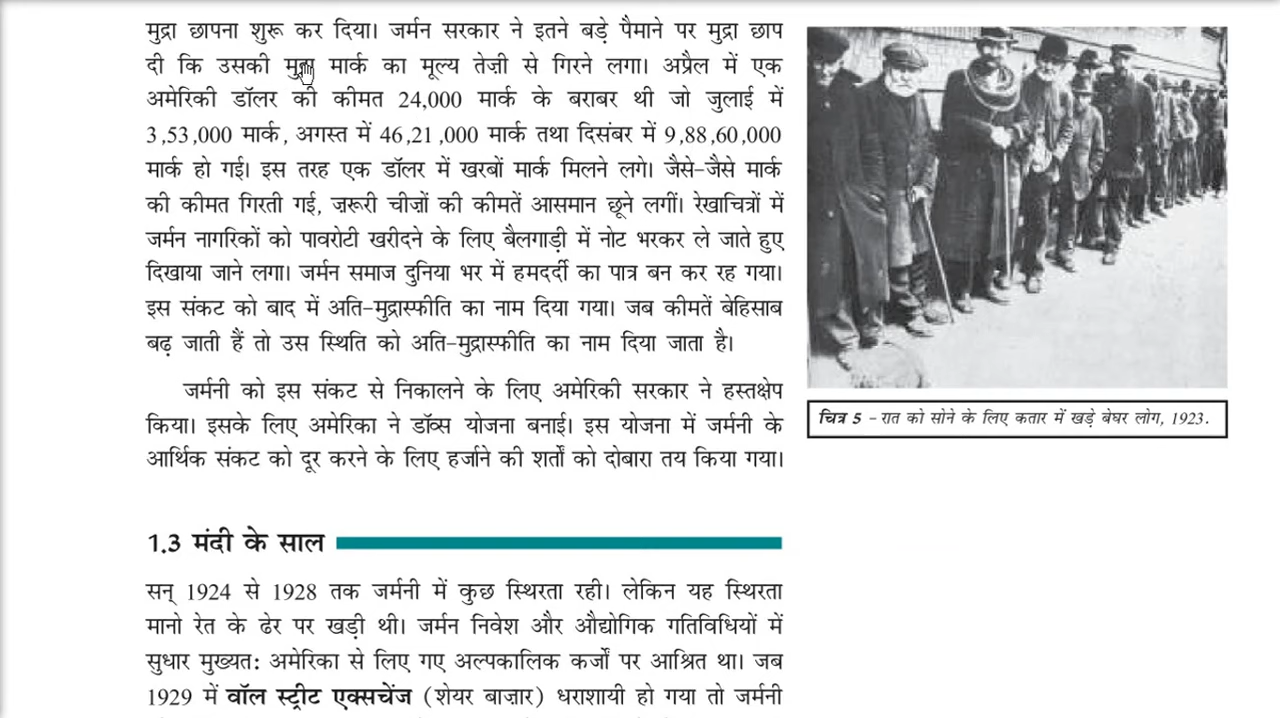 मुद्रा छापना शुरू कर दिया। जर्मन सरकार ने इतने बड़े पैमाने पर मुद्रा छाप
दी कि उसकी मुद्रा मार्क का मूल्य तेज़ी से गिरने लगा। अप्रैल में एक
अमेरिकी डॉलर की कीमत 24,000 मार्क के बराबर थी जो जुलाई में
3,53,000 मार्क, अगस्त में 46,21,000 मार्क तथा दिसंबर में 9,88,60,000
मार्क हो गई। इस तरह एक डॉलर में खरबों मार्क मिलने लगे। जैसे-जैसे मार्क
की कीमत गिरती गई, ज़रूरी चीज़ों की कीमतें आसमान छूने लगीं। रेखाचित्रों में
जर्मन नागरिकों को पावरोटी खरीदने के लिए बैलगाड़ी में नोट भरकर ले जाते हुए
दिखाया जाने लगा। जर्मन समाज दुनिया भर में हमदर्दी का पात्र बन कर रह गया।
इस संकट को बाद में अति-मुद्रास्फीति का नाम दिया गया। जब कीमतें बेहिसाब
बढ़ जाती हैं तो उस स्थिति को अति-मुद्रास्फीति का नाम दिया जाता है।
जर्मनी को इस संकट से निकालने के लिए अमेरिकी सरकार ने हस्तक्षेप
किया। इसके लिए अमेरिका ने डॉव्स योजना बनाई। इस योजना में जर्मनी के
आर्थिक संकट को दूर करने के लिए हर्जाने की शर्तों को दोबारा तय किया गया।
चित्र 5 - रात को सोने के लिए कतार में खड़े बेघर लोग, 1923.
1.3 मंदी के साल
सन् 1924 से 1928 तक जर्मनी में कुछ स्थिरता रही। लेकिन यह स्थिरता
मानो रेत के ढेर पर खड़ी थी। जर्मन निवेश और औद्योगिक गतिविधियों में
सुधार मुख्यत: अमेरिका से लिए गए अल्पकालिक कर्जों पर आश्रित था। जब
1929 में वॉल स्ट्रीट एक्सचेंज (शेयर बाज़ार) धराशायी हो गया तो जर्मनी